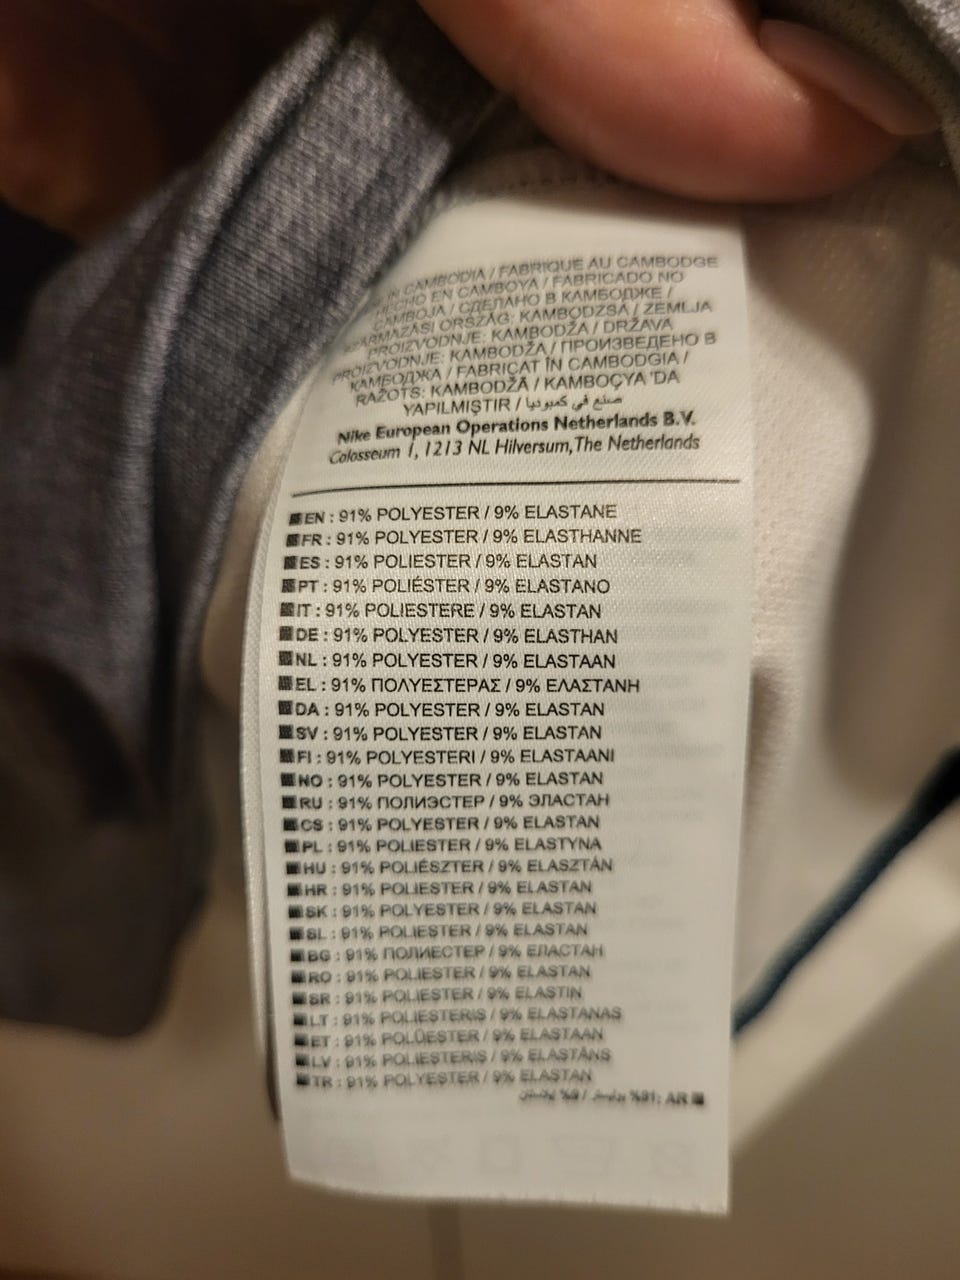 IN CAMBODIA / FABRIQUÉ AU CAMBODGE
HECHO EN CAMBOYA / FABRICADO NO
CAMBOJA / СДЕЛАНО В КАМБОДЖЕ /
SZÁRMAZÁSI ORSZÁG: KAMBODZSA / ZEMLJA
PROIZVODNJE: KAMBODŽA / DRŽAVA
PROIZVODNJE: KAMBODŽA / ПРОИЗВЕДЕНО В
КАМБОДЖА / FABRICAT ÎN CAMBODGIA /
RAŽOTS: KAMBODŽĀ / KAMBOÇYA 'DA
YAPILMIŞTIR / صنع في كمبوديا
Nike European Operations Netherlands B.V.
Colosseum 1, 1213 NL Hilversum, The Netherlands
EN : 91% POLYESTER / 9% ELASTANE
FR : 91% POLYESTER / 9% ELASTHANNE
ES : 91% POLIESTER / 9% ELASTAN
PT : 91% POLIÉSTER / 9% ELASTANO
IT : 91% POLIESTERE / 9% ELASTAN
DE : 91% POLYESTER / 9% ELASTHAN
NL : 91% POLYESTER / 9% ELASTAAN
EL : 91% ΠΟΛΥΕΣΤΕΡΑΣ / 9% ΕΛΑΣΤΑΝΗ
DA : 91% POLYESTER / 9% ELASTAN
SV : 91% POLYESTER / 9% ELASTAN
FI : 91% POLYESTERI / 9% ELASTAANI
NO : 91% POLYESTER / 9% ELASTAN
RU : 91% ПОЛИЭСТЕР / 9% ЭЛАСТАН
CS : 91% POLYESTER / 9% ELASTAN
PL : 91% POLIESTER / 9% ELASTYNA
HU : 91% POLIÉSZTER / 9% ELASZTÁN
HR : 91% POLIESTER / 9% ELASTAN
SK : 91% POLYESTER / 9% ELASTAN
SL : 91% POLIESTER / 9% ELASTAN
BG : 91% ПОЛИЕСТЕР / 9% ЕЛАСТАН
RO : 91% POLIESTER / 9% ELASTAN
SR : 91% POLIESTER / 9% ELASTIN
LT : 91% POLIESTERIS / 9% ELASTANAS
ET : 91% POLÜESTER / 9% ELASTAAN
LV : 91% POLIESTERIS / 9% ELASTĀNS
TR : 91% POLYESTER / 9% ELASTAN
AR :91% / 9%